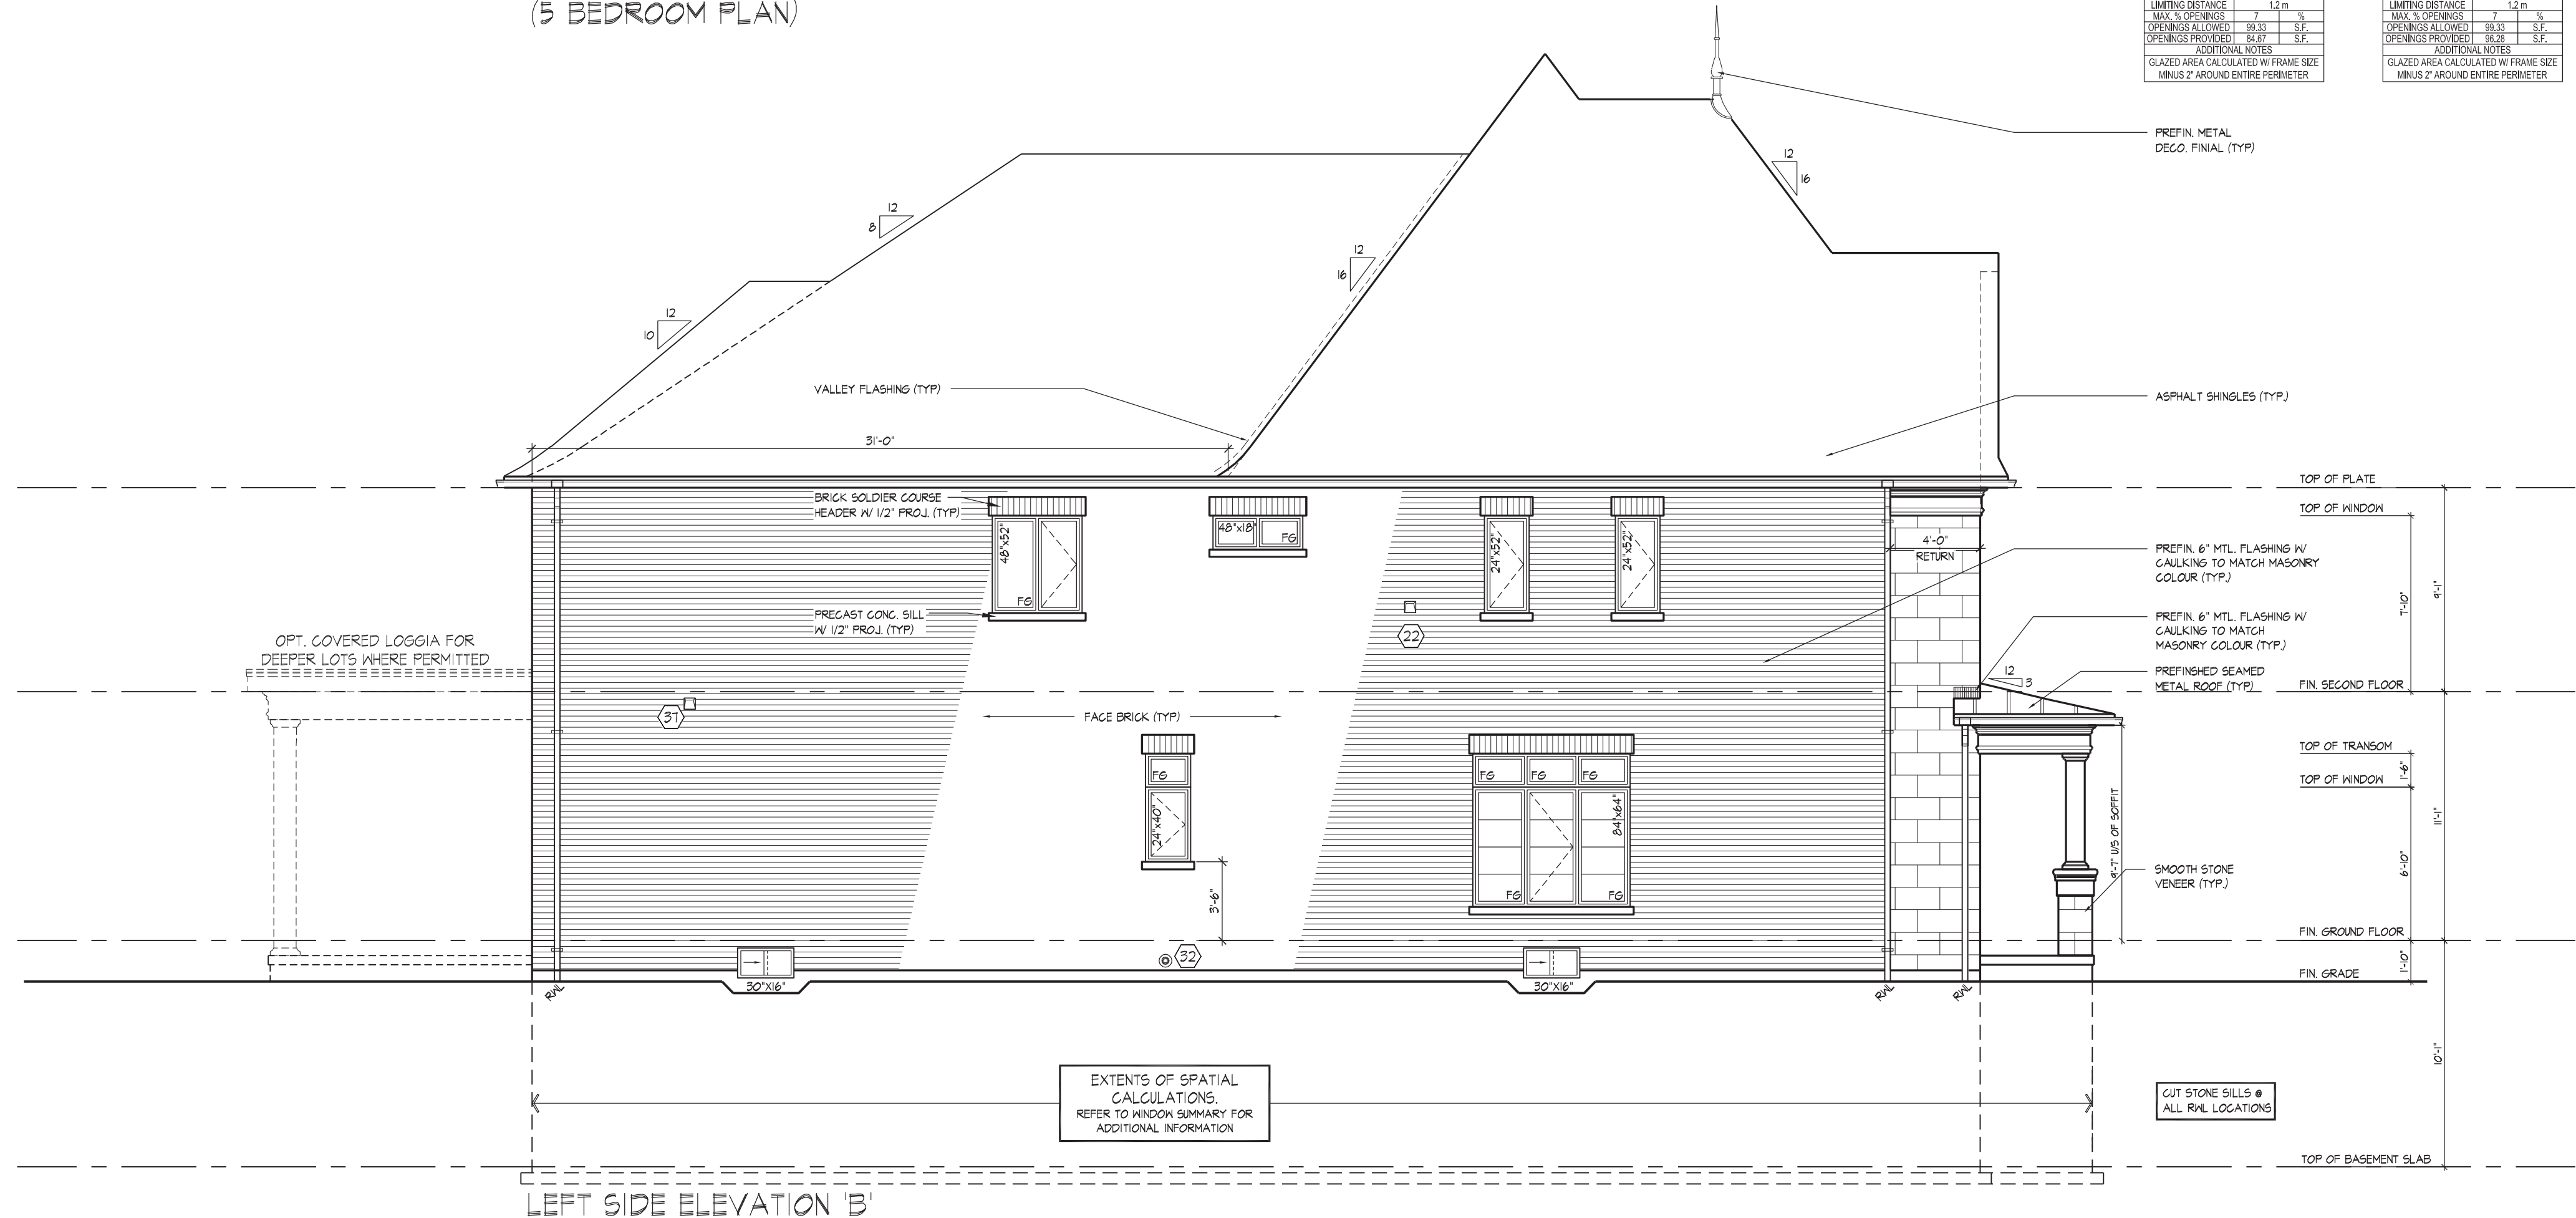 (5 BEDROOM PLAN)
LIMITING DISTANCE 1.2 m
MAX. % OPENINGS 7 %
OPENINGS ALLOWED 99.33 S.F.
OPENINGS PROVIDED 84.67 S.F.
ADDITIONAL NOTES
GLAZED AREA CALCULATED W/ FRAME SIZE
MINUS 2" AROUND ENTIRE PERIMETER
LIMITING DISTANCE 1.2 m
MAX. % OPENINGS 7 %
OPENINGS ALLOWED 99.33 S.F.
OPENINGS PROVIDED 96.28 S.F.
ADDITIONAL NOTES
GLAZED AREA CALCULATED W/ FRAME SIZE
MINUS 2" AROUND ENTIRE PERIMETER
PREFIN. METAL
DECO. FINIAL (TYP)
12
16
12
8
12
16
12
10
VALLEY FLASHING (TYP)
ASPHALT SHINGLES (TYP.)
31'-0"
TOP OF PLATE
BRICK SOLDIER COURSE
HEADER W/ 1/2" PROJ. (TYP)
TOP OF WINDOW
48"x52"
FG
48"x18"
FG
24"x52"
24"x52"
4'-0"
RETURN
PREFIN. 6" MTL. FLASHING W/
CAULKING TO MATCH MASONRY
COLOUR (TYP.)
7'-10"
9'-1"
PRECAST CONC. SILL
W/ 1/2" PROJ. (TYP)
22
PREFIN. 6" MTL. FLASHING W/
CAULKING TO MATCH
MASONRY COLOUR (TYP.)
OPT. COVERED LOGGIA FOR
DEEPER LOTS WHERE PERMITTED
12
3
PREFINSHED SEAMED
METAL ROOF (TYP)
FIN. SECOND FLOOR
37
FACE BRICK (TYP)
TOP OF TRANSOM
1'-6"
TOP OF WINDOW
FG
24"x40"
FG FG FG
84"x64"
FG FG
9'-7" U/S OF SOFFIT
11'-1"
6'-10"
SMOOTH STONE
VENEER (TYP.)
3'-6"
FIN. GROUND FLOOR
32
1'-10"
FIN. GRADE
30"X16"
30"X16"
RWL
RWL
RWL
10'-1"
EXTENTS OF SPATIAL
CALCULATIONS.
REFER TO WINDOW SUMMARY FOR
ADDITIONAL INFORMATION
CUT STONE SILLS @
ALL RWL LOCATIONS
TOP OF BASEMENT SLAB
LEFT SIDE ELEVATION 'B'